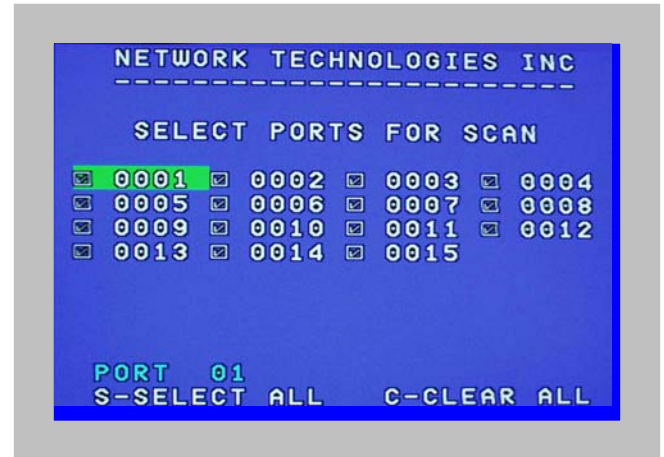 NETWORK TECHNOLOGIES INC
----------------------------
SELECT PORTS FOR SCAN
☑ 0001 ☑ 0002 ☑ 0003 ☑ 0004
☑ 0005 ☑ 0006 ☑ 0007 ☑ 0008
☑ 0009 ☑ 0010 ☑ 0011 ☑ 0012
☑ 0013 ☑ 0014 ☑ 0015
PORT 01
S-SELECT ALL C-CLEAR ALL